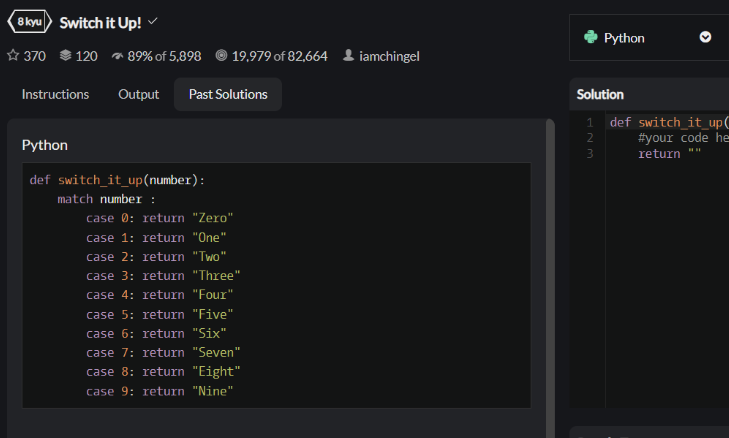 8 kyu Switch it Up!
370 120 89% of 5,898 19,979 of 82,664 iamchingel
Python
Instructions Output Past Solutions
Python
def switch_it_up(number):
    match number :
        case 0: return "Zero"
        case 1: return "One"
        case 2: return "Two"
        case 3: return "Three"
        case 4: return "Four"
        case 5: return "Five"
        case 6: return "Six"
        case 7: return "Seven"
        case 8: return "Eight"
        case 9: return "Nine"
Solution
1 def switch_it_up(
2     #your code he
3     return ""